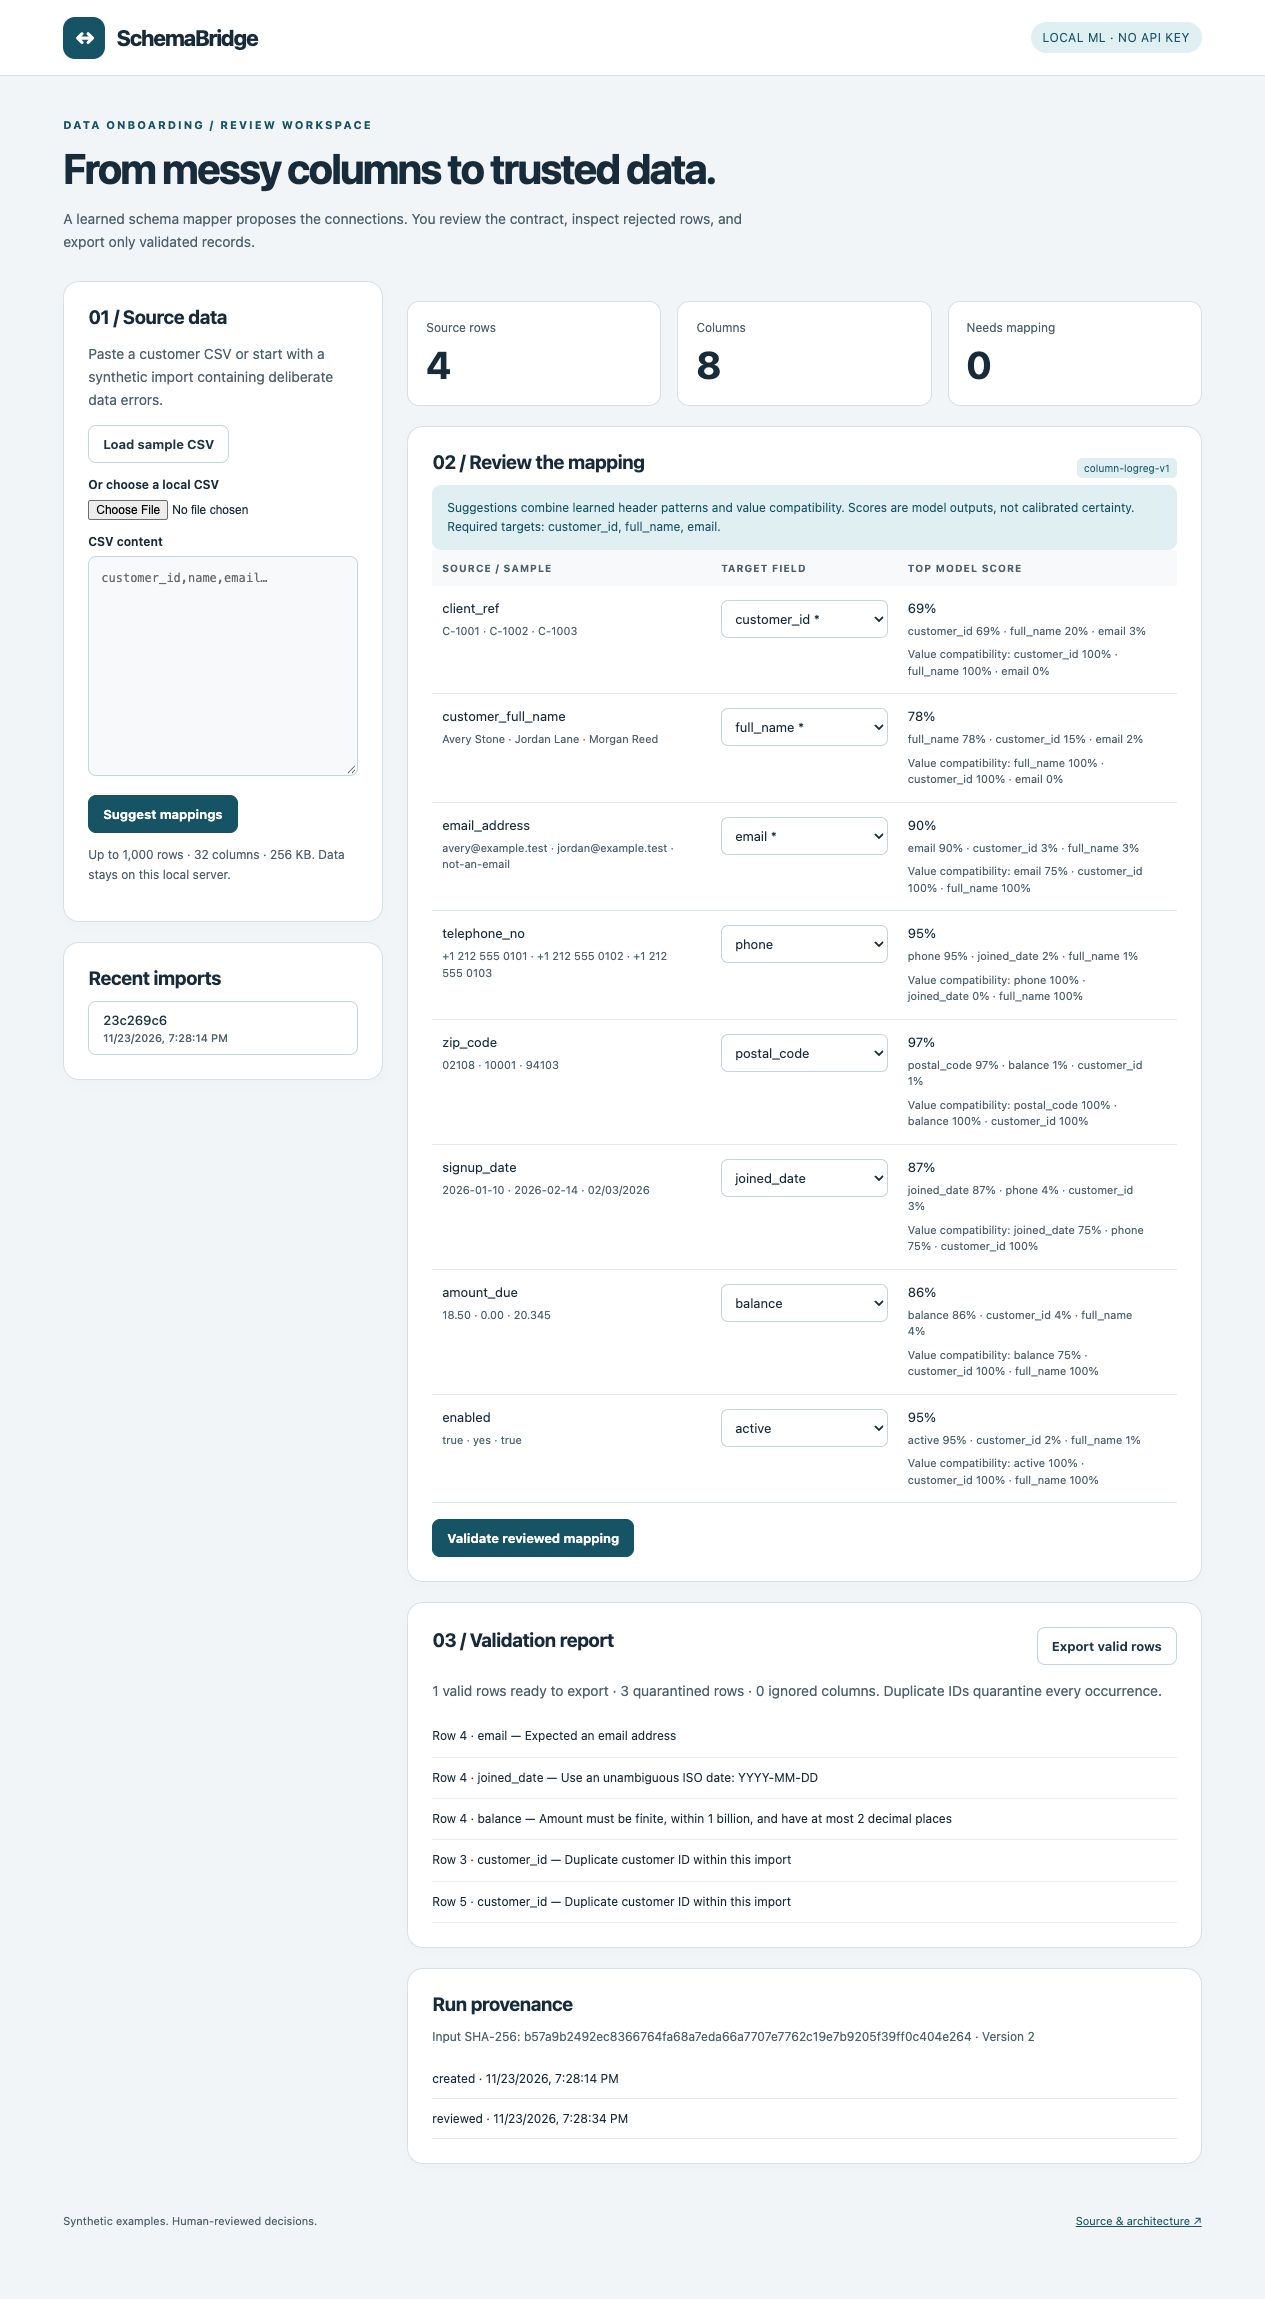 SchemaBridge
LOCAL ML · NO API KEY
DATA ONBOARDING / REVIEW WORKSPACE
From messy columns to trusted data.
A learned schema mapper proposes the connections. You review the contract, inspect rejected rows, and
export only validated records.
01 / Source data
Paste a customer CSV or start with a
synthetic import containing deliberate
data errors.
Load sample CSV
Or choose a local CSV
Choose File No file chosen
CSV content
customer_id,name,email…
Suggest mappings
Up to 1,000 rows · 32 columns · 256 KB. Data
stays on this local server.
Recent imports
23c269c6
11/23/2026, 7:28:14 PM
Source rows
4
Columns
8
Needs mapping
0
02 / Review the mapping
column-logreg-v1
Suggestions combine learned header patterns and value compatibility. Scores are model outputs, not calibrated certainty.
Required targets: customer_id, full_name, email.
SOURCE / SAMPLE TARGET FIELD TOP MODEL SCORE
client_ref
C-1001 · C-1002 · C-1003
customer_id *
69%
customer_id 69% · full_name 20% · email 3%
Value compatibility: customer_id 100% ·
full_name 100% · email 0%
customer_full_name
Avery Stone · Jordan Lane · Morgan Reed
full_name *
78%
full_name 78% · customer_id 15% · email 2%
Value compatibility: full_name 100% ·
customer_id 100% · email 0%
email_address
avery@example.test · jordan@example.test ·
not-an-email
email *
90%
email 90% · customer_id 3% · full_name 3%
Value compatibility: email 75% · customer_id
100% · full_name 100%
telephone_no
+1 212 555 0101 · +1 212 555 0102 · +1 212
555 0103
phone
95%
phone 95% · joined_date 2% · full_name 1%
Value compatibility: phone 100% ·
joined_date 0% · full_name 100%
zip_code
02108 · 10001 · 94103
postal_code
97%
postal_code 97% · balance 1% · customer_id
1%
Value compatibility: postal_code 100% ·
balance 100% · customer_id 100%
signup_date
2026-01-10 · 2026-02-14 · 02/03/2026
joined_date
87%
joined_date 87% · phone 4% · customer_id
3%
Value compatibility: joined_date 75% · phone
75% · customer_id 100%
amount_due
18.50 · 0.00 · 20.345
balance
86%
balance 86% · customer_id 4% · full_name
4%
Value compatibility: balance 75% ·
customer_id 100% · full_name 100%
enabled
true · yes · true
active
95%
active 95% · customer_id 2% · full_name 1%
Value compatibility: active 100% ·
customer_id 100% · full_name 100%
Validate reviewed mapping
03 / Validation report
Export valid rows
1 valid rows ready to export · 3 quarantined rows · 0 ignored columns. Duplicate IDs quarantine every occurrence.
Row 4 · email — Expected an email address
Row 4 · joined_date — Use an unambiguous ISO date: YYYY-MM-DD
Row 4 · balance — Amount must be finite, within 1 billion, and have at most 2 decimal places
Row 3 · customer_id — Duplicate customer ID within this import
Row 5 · customer_id — Duplicate customer ID within this import
Run provenance
Input SHA-256: b57a9b2492ec8366764fa68a7eda66a7707e7762c19e7b9205f39ff0c404e264 · Version 2
created · 11/23/2026, 7:28:14 PM
reviewed · 11/23/2026, 7:28:34 PM
Synthetic examples. Human-reviewed decisions.
Source & architecture ↗